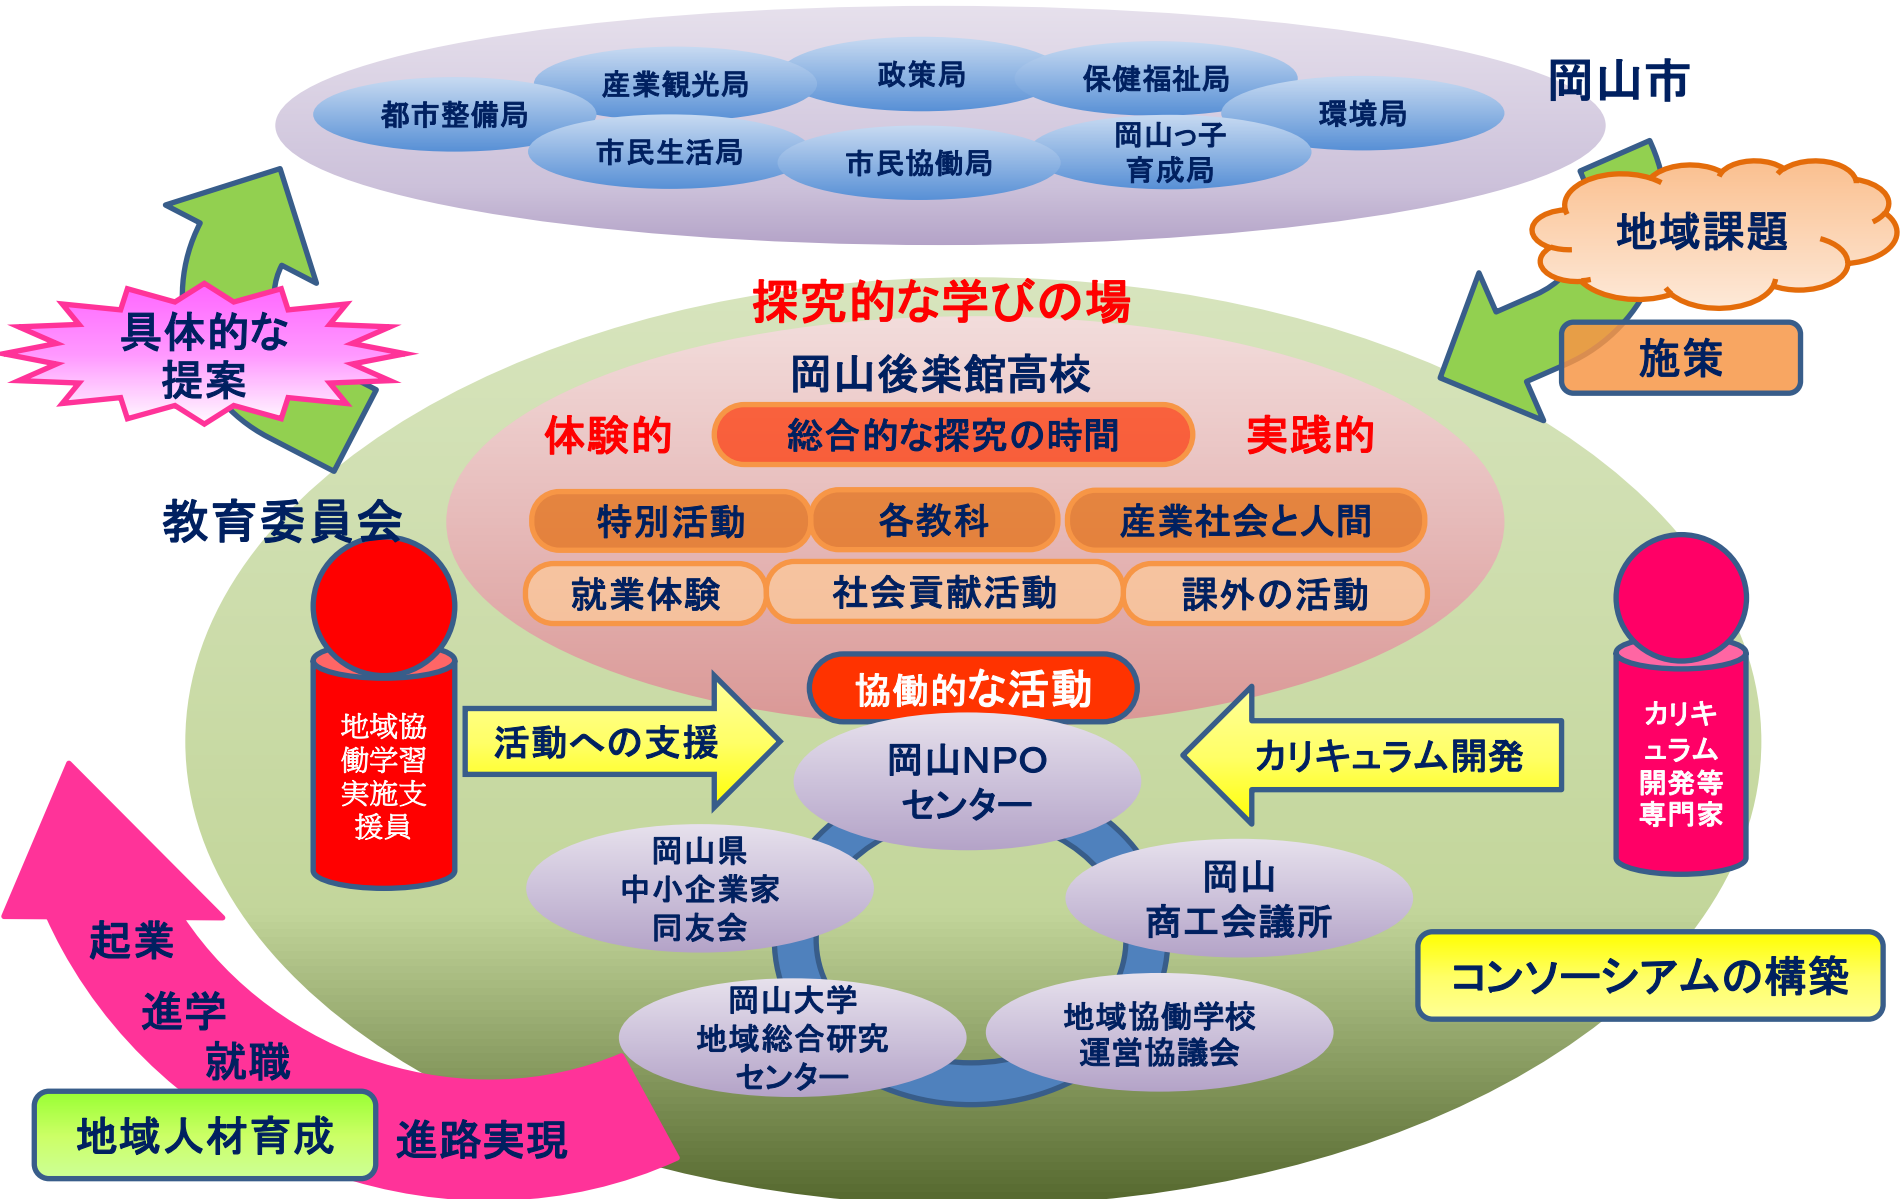 岡山市
政策局
産業観光局
保健福祉局
都市整備局
環境局
市民生活局
市民協働局
岡山っ子
育成局
地域課題
施策
具体的な
提案
探究的な学びの場
岡山後楽館高校
体験的
総合的な探究の時間
実践的
特別活動
各教科
産業社会と人間
就業体験
社会貢献活動
課外の活動
教育委員会
協働的な活動
地域協
働学習
実施支
援員
活動への支援
岡山NPO
センター
カリキュラム開発
カリキ
ュラム
開発等
専門家
岡山県
中小企業家
同友会
岡山
商工会議所
岡山大学
地域総合研究
センター
地域協働学校
運営協議会
コンソーシアムの構築
起業
進学
就職
地域人材育成
進路実現